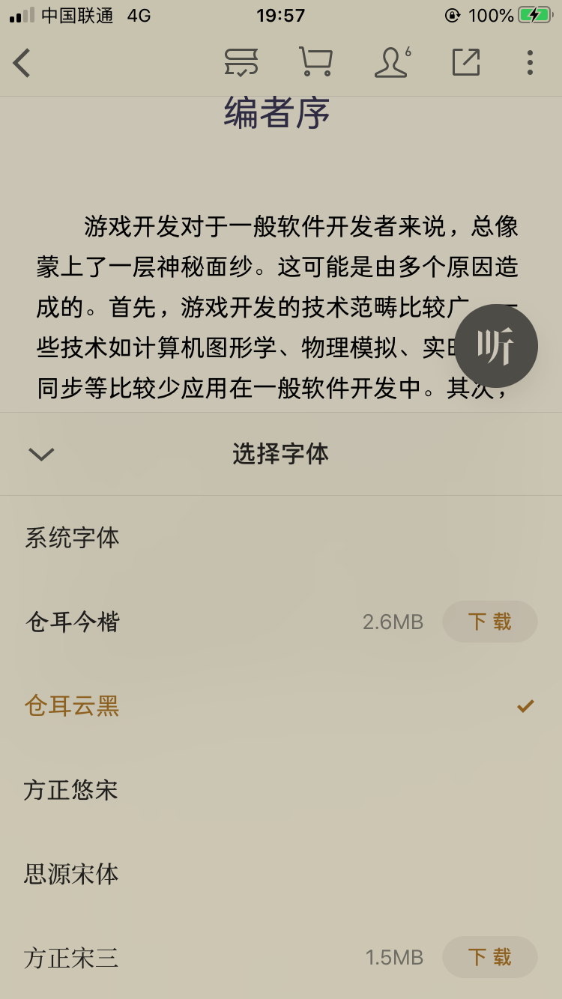 中国联通 4G 19:57 100%
6
编者序
游戏开发对于一般软件开发者来说，总像
蒙上了一层神秘面纱。这可能是由多个原因造
成的。首先，游戏开发的技术范畴比较广
些技术如计算机图形学、物理模拟、实
听
同步等比较少应用在一般软件开发中。其次，
选择字体
系统字体
仓耳今楷 2.6MB 下载
仓耳云黑
方正悠宋
思源宋体
方正宋三 1.5MB 下载